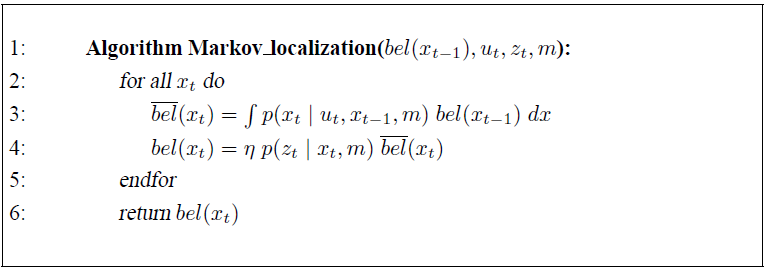 1: Algorithm Markov_localization(bel(x_{t−1}), u_t, z_t, m):
2: for all x_t do
3: \overline{bel}(x_t) = ∫ p(x_t | u_t, x_{t−1}, m) bel(x_{t−1}) dx
4: bel(x_t) = η p(z_t | x_t, m) \overline{bel}(x_t)
5: endfor
6: return bel(x_t)